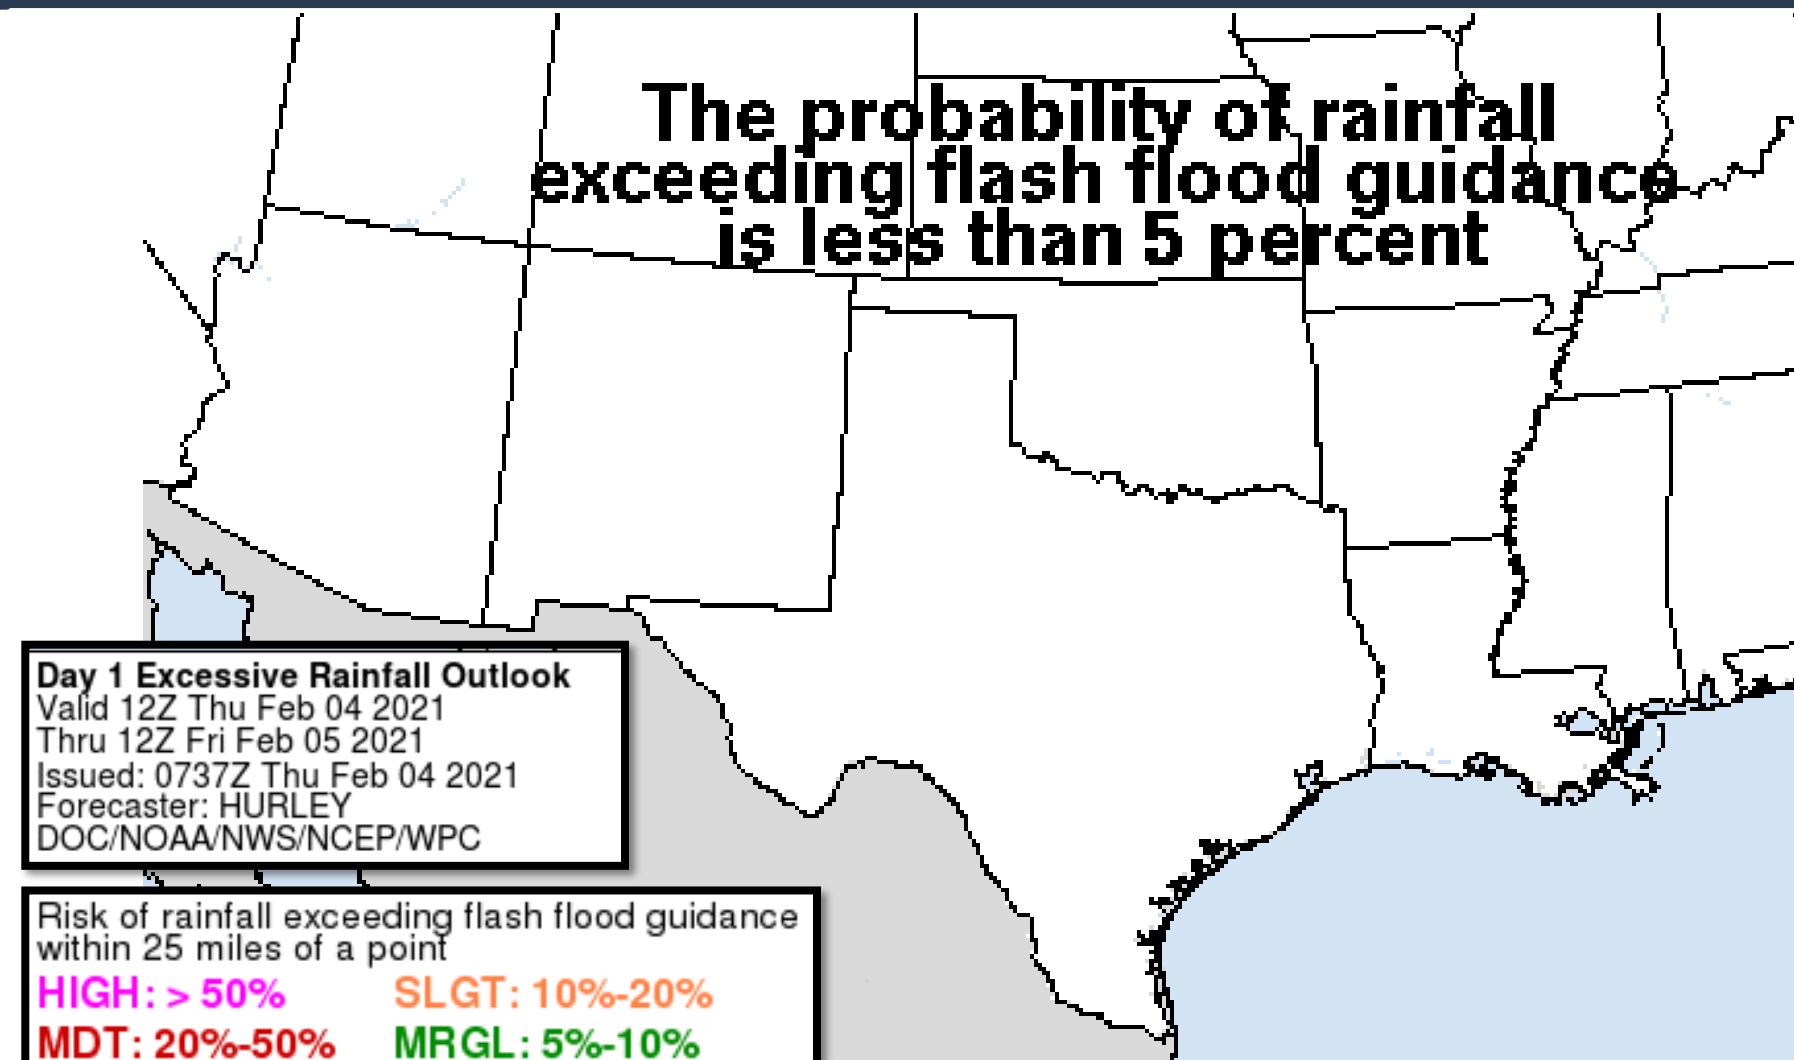 The probability of rainfall
exceeding flash flood guidance
is less than 5 percent
Day 1 Excessive Rainfall Outlook
Valid 12Z Thu Feb 04 2021
Thru 12Z Fri Feb 05 2021
Issued: 0737Z Thu Feb 04 2021
Forecaster: HURLEY
DOC/NOAA/NWS/NCEP/WPC
Risk of rainfall exceeding flash flood guidance
within 25 miles of a point
HIGH: > 50% SLGT: 10%-20%
MDT: 20%-50% MRGL: 5%-10%